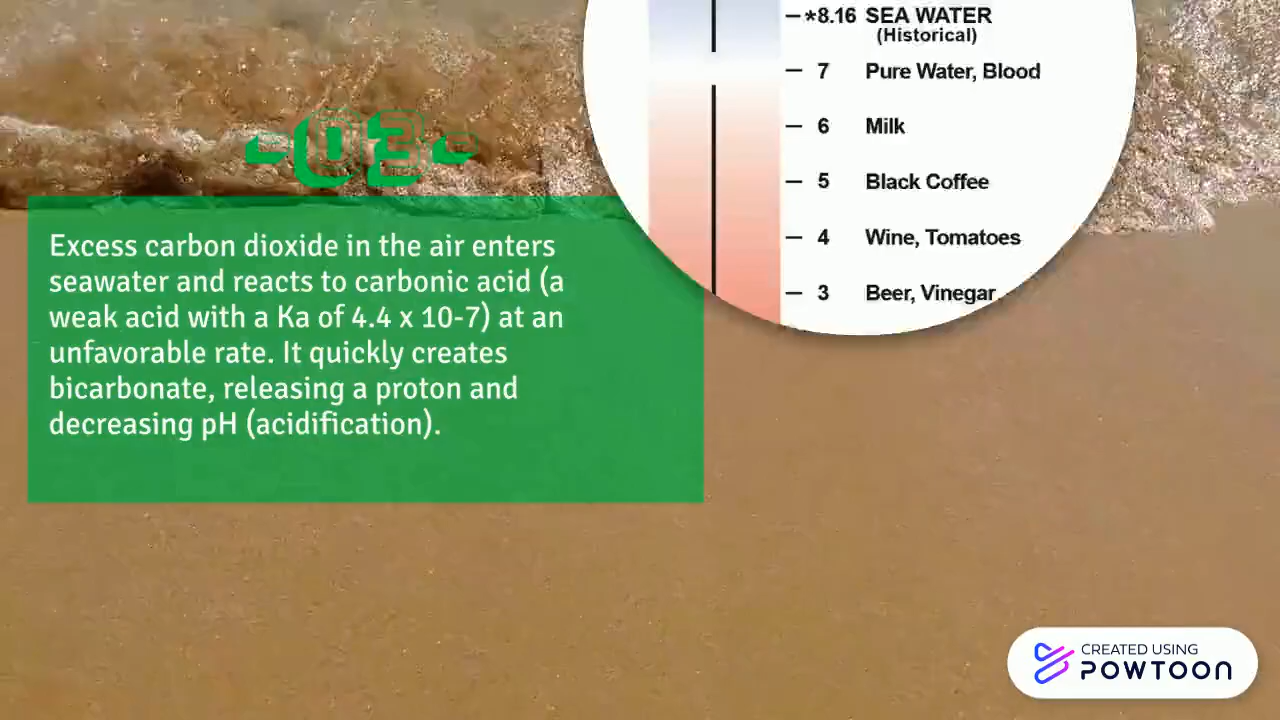 *8.16 SEA WATER
(Historical)
7 Pure Water, Blood
6 Milk
5 Black Coffee
4 Wine, Tomatoes
3 Beer, Vinegar
-02-
Excess carbon dioxide in the air enters
seawater and reacts to carbonic acid (a
weak acid with a Ka of 4.4 x 10-7) at an
unfavorable rate. It quickly creates
bicarbonate, releasing a proton and
decreasing pH (acidification).
CREATED USING
POWTOON